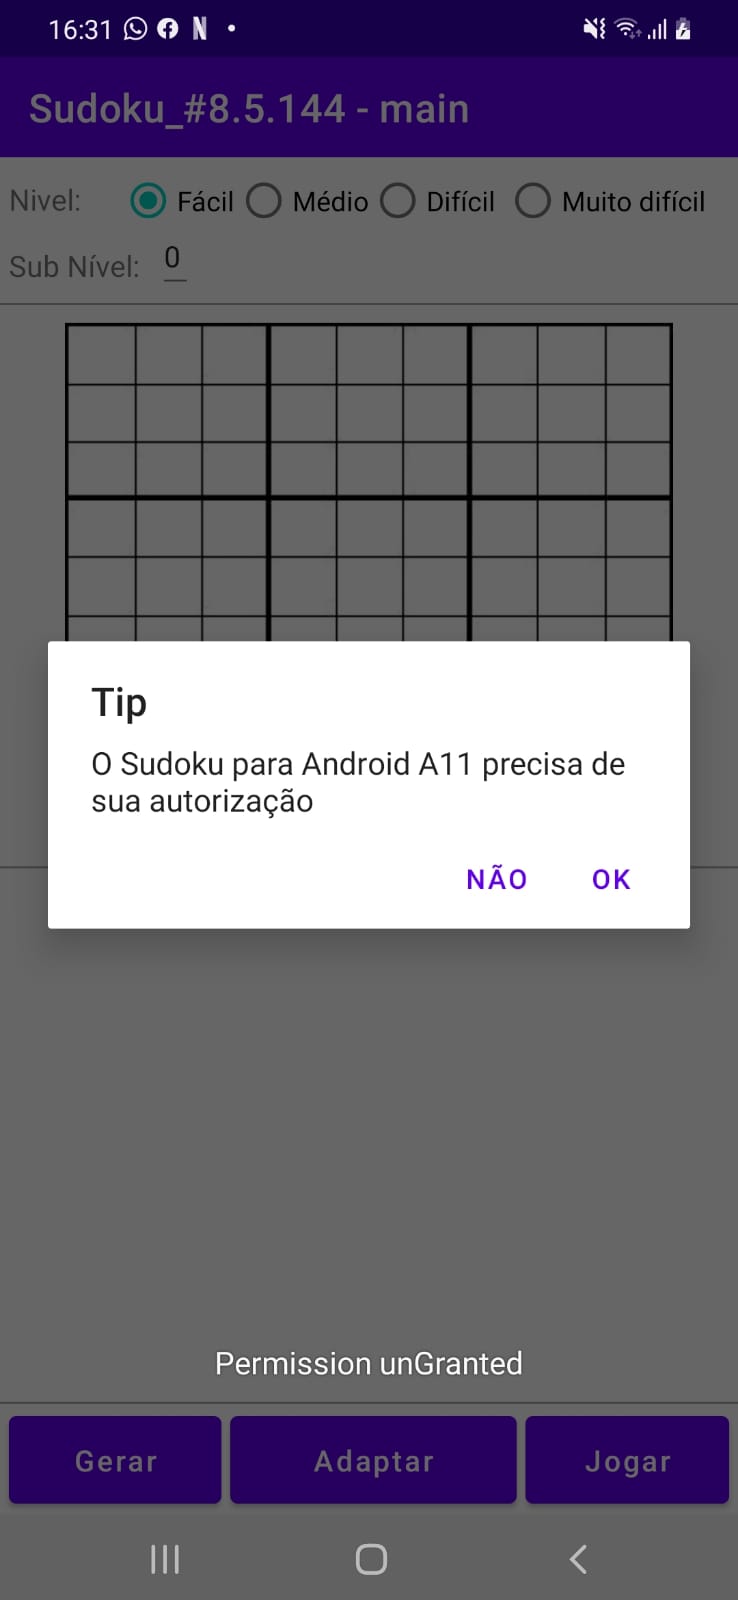 16:31
Sudoku_#8.5.144 - main
Nivel: Fácil Médio Difícil Muito difícil
Sub Nível: 0
Tip
O Sudoku para Android A11 precisa de
sua autorização
NÃO OK
Permission unGranted
Gerar Adaptar Jogar